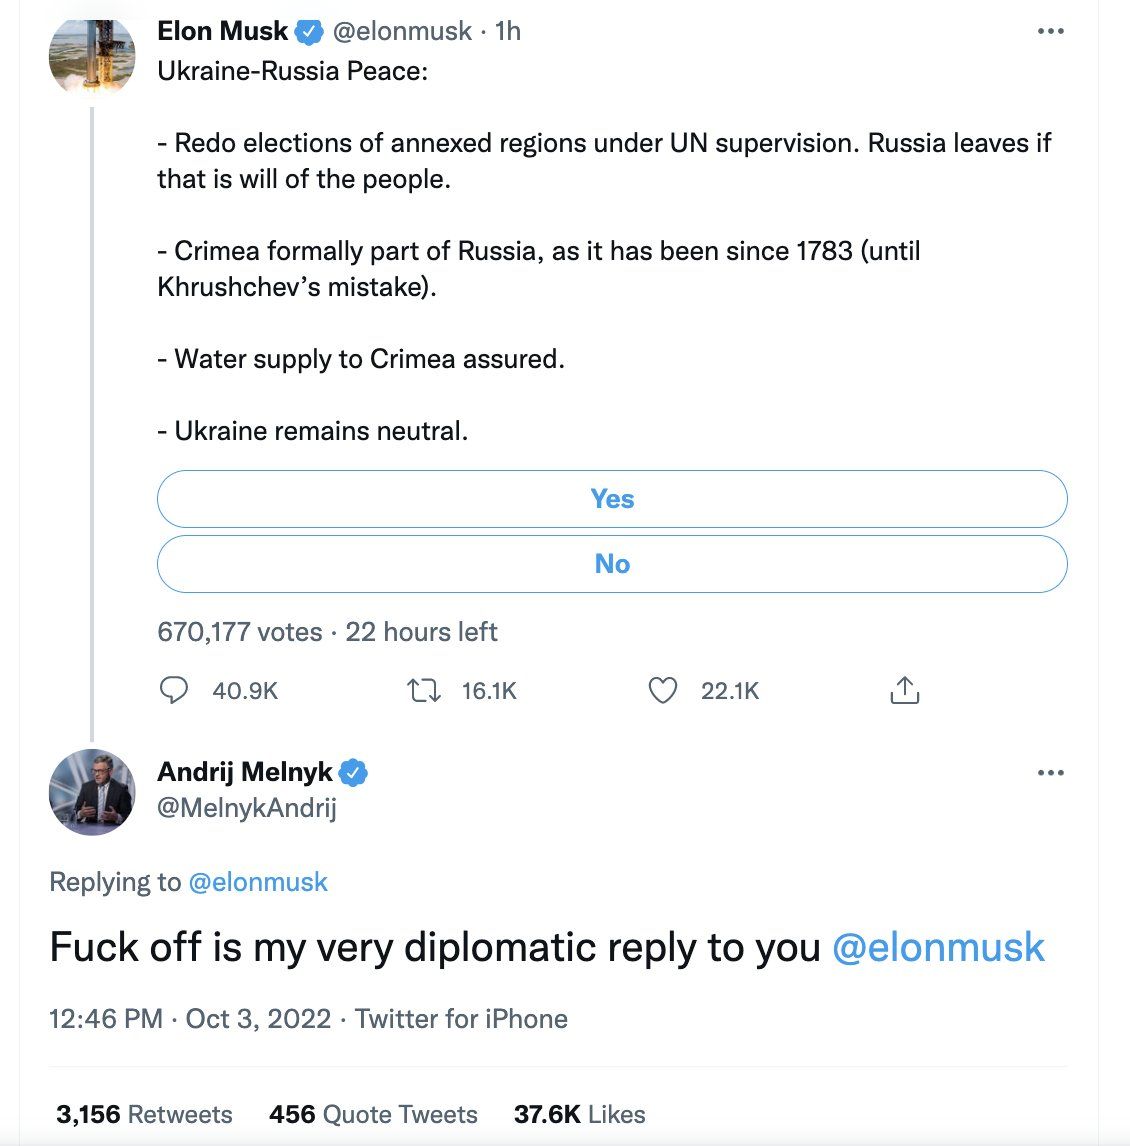 Elon Musk @elonmusk · 1h
Ukraine-Russia Peace:
- Redo elections of annexed regions under UN supervision. Russia leaves if
that is will of the people.
- Crimea formally part of Russia, as it has been since 1783 (until
Khrushchev’s mistake).
- Water supply to Crimea assured.
- Ukraine remains neutral.
Yes
No
670,177 votes · 22 hours left
40.9K 16.1K 22.1K
Andrij Melnyk
@MelnykAndrij
Replying to @elonmusk
Fuck off is my very diplomatic reply to you @elonmusk
12:46 PM · Oct 3, 2022 · Twitter for iPhone
3,156 Retweets 456 Quote Tweets 37.6K Likes